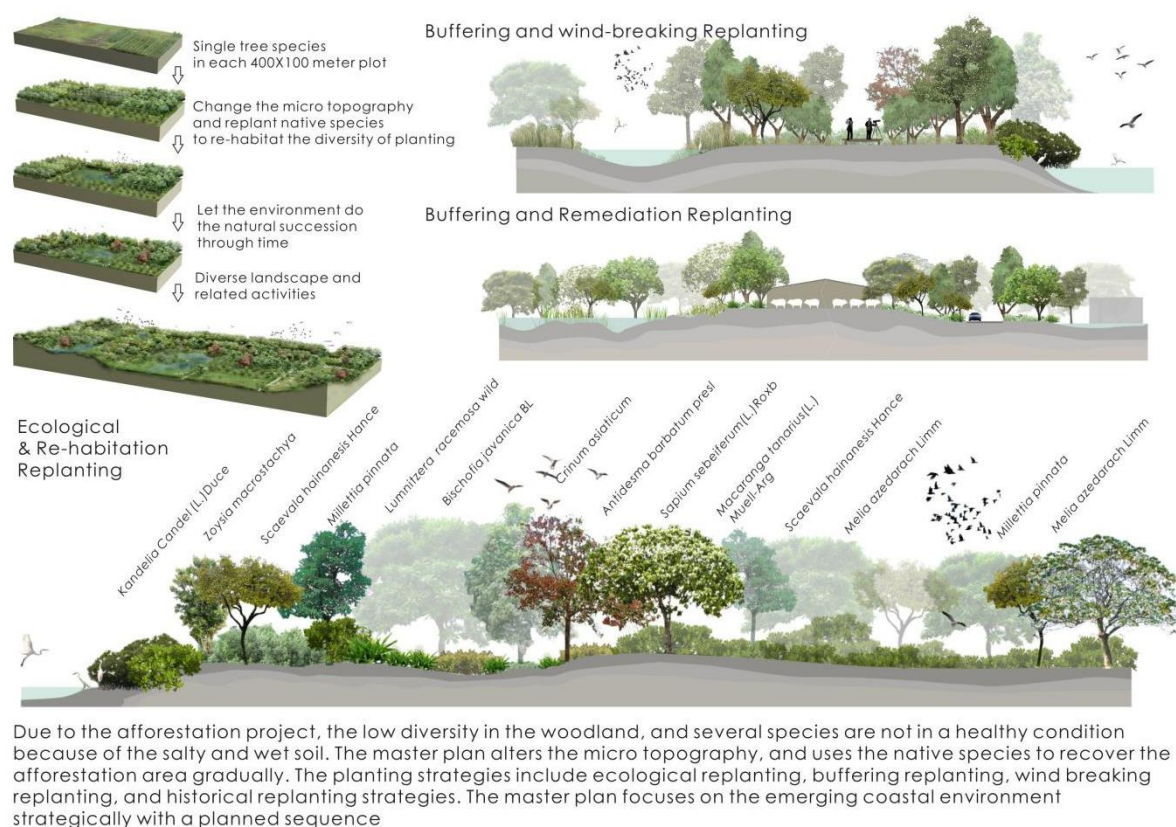 Single tree species
in each 400X100 meter plot
Change the micro topography
and replant native species
to re-habitat the diversity of planting
Let the environment do
the natural succession
through time
Diverse landscape and
related activities
Ecological
& Re-habitation
Replanting
Buffering and wind-breaking Replanting
Buffering and Remediation Replanting
Kandelia Candel (L.)Duce
Zoysia macrostachya
Scaevala hainanesis Hance
Millettia pinnata
Lumnitzera racemosa wild
Bischofia javanica BL
Crinum asiaticum
Antidesma barbatum presl
Sapium sebeiferum(L.)Roxb
Macaranga tanarius(L.)
Muell-Arg
Scaevala hainanesis Hance
Melia azedarach Limm
Millettia pinnata
Melia azedarach Limm
Due to the afforestation project, the low diversity in the woodland, and several species are not in a healthy condition
because of the salty and wet soil. The master plan alters the micro topography, and uses the native species to recover the
afforestation area gradually. The planting strategies include ecological replanting, buffering replanting, wind breaking
replanting, and historical replanting strategies. The master plan focuses on the emerging coastal environment
strategically with a planned sequence